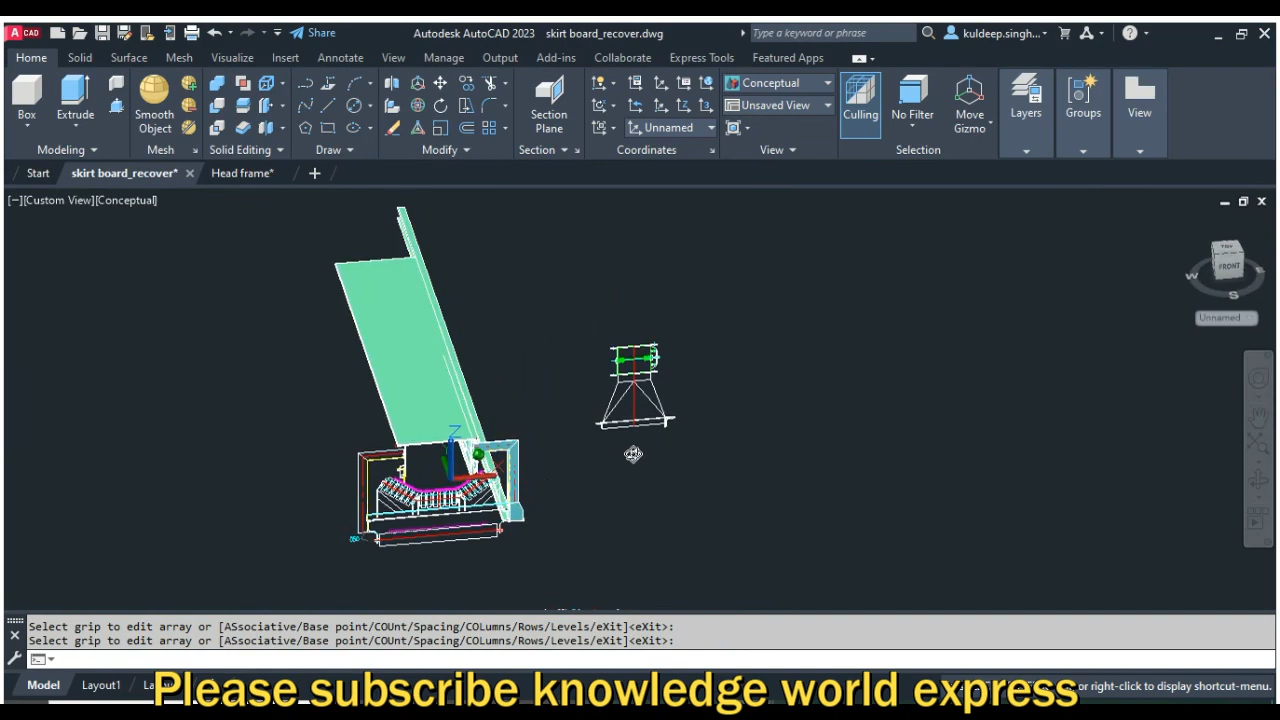 A CAD Share Autodesk AutoCAD 2023 skirt board_recover.dwg Type a keyword or phrase kuldeep.singh...
Home Solid Surface Mesh Visualize Insert Annotate View Manage Output Add-ins Collaborate Express Tools Featured Apps
Conceptual
Unsaved View
Unnamed
Box Extrude Smooth Object Section Plane Culling No Filter Move Gizmo Layers Groups View
Modeling Mesh Solid Editing Draw Modify Section Coordinates View Selection
Start skirt board_recover* Head frame*
[−][Custom View][Conceptual]
TOP
FRONT
W
E
S
Unnamed
Z
Select grip to edit array or [ASsociative/Base point/COUnt/Spacing/COLumns/Rows/Levels/eXit]<eXit>:
Select grip to edit array or [ASsociative/Base point/COUnt/Spacing/COLumns/Rows/Levels/eXit]<eXit>:
Model Layout1 or right-click to display shortcut-menu.
Please subscribe knowledge world express